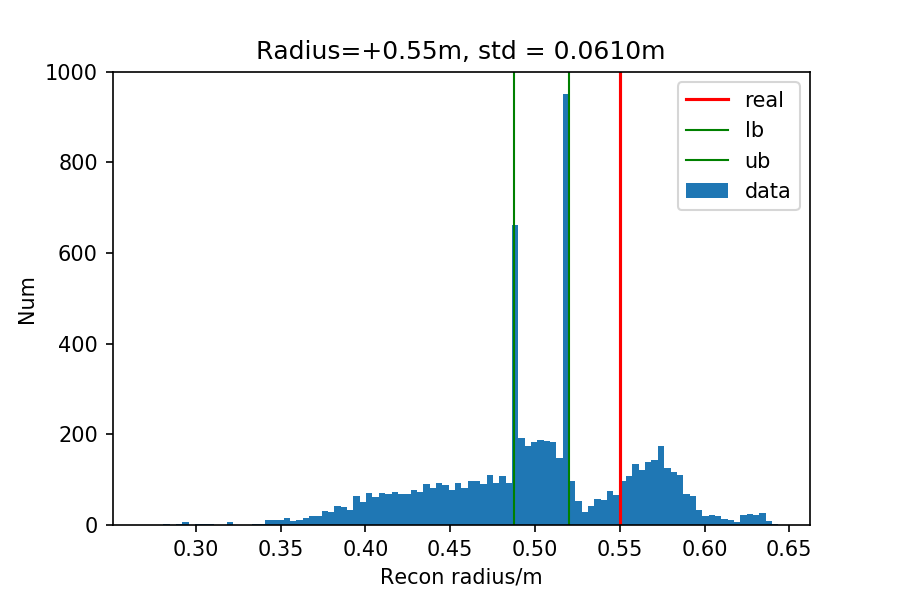 Radius=+0.55m, std = 0.0610m
1000
800
600
400
200
0
Num
real
lb
ub
data
0.30 0.35 0.40 0.45 0.50 0.55 0.60 0.65
Recon radius/m